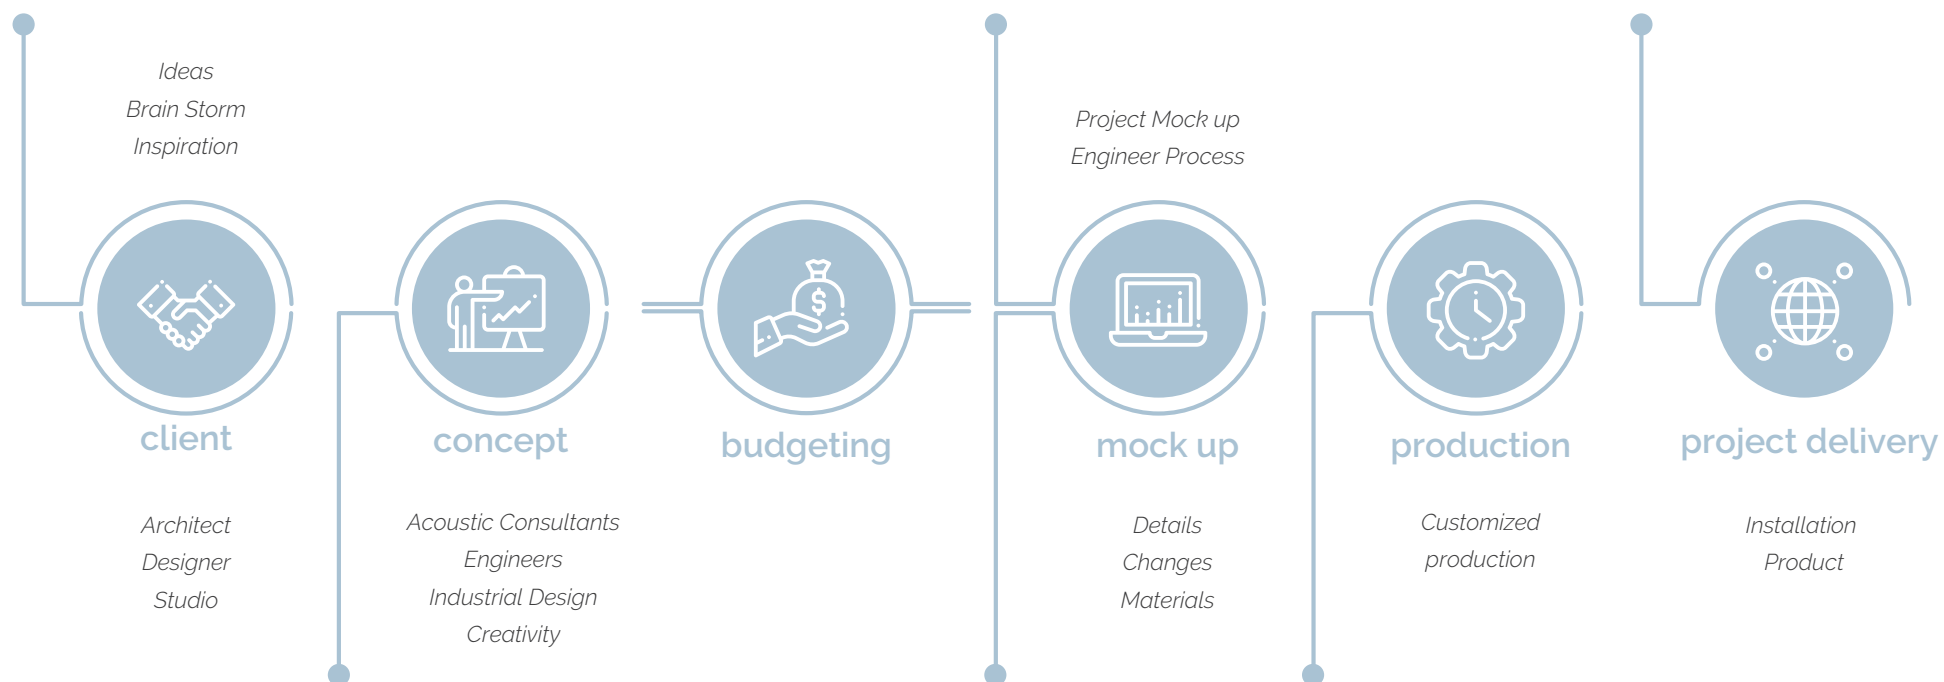 Ideas
Brain Storm
Inspiration
client
Architect
Designer
Studio
concept
Acoustic Consultants
Engineers
Industrial Design
Creativity
$
budgeting
Project Mock up
Engineer Process
mock up
Details
Changes
Materials
production
Customized
production
project delivery
Installation
Product